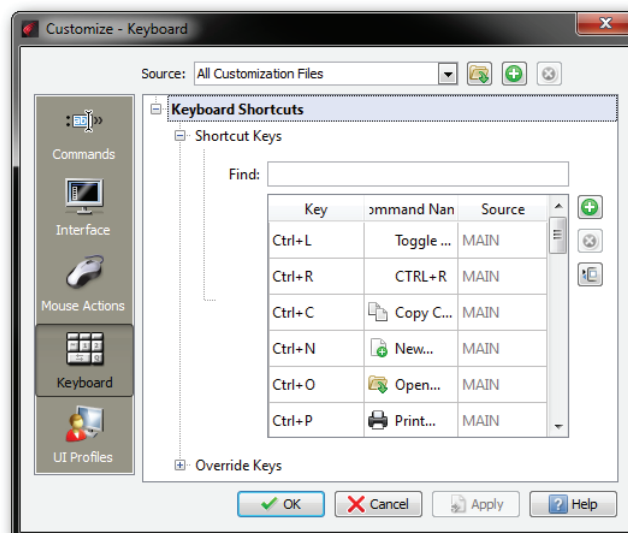 Customize - Keyboard
Source: All Customization Files
Commands
Interface
Mouse Actions
Keyboard
UI Profiles
Keyboard Shortcuts
Shortcut Keys
Find:
Key ommand Nan Source
Ctrl+L Toggle ... MAIN
Ctrl+R CTRL+R MAIN
Ctrl+C Copy C... MAIN
Ctrl+N New... MAIN
Ctrl+O Open... MAIN
Ctrl+P Print... MAIN
Override Keys
OK Cancel Apply Help